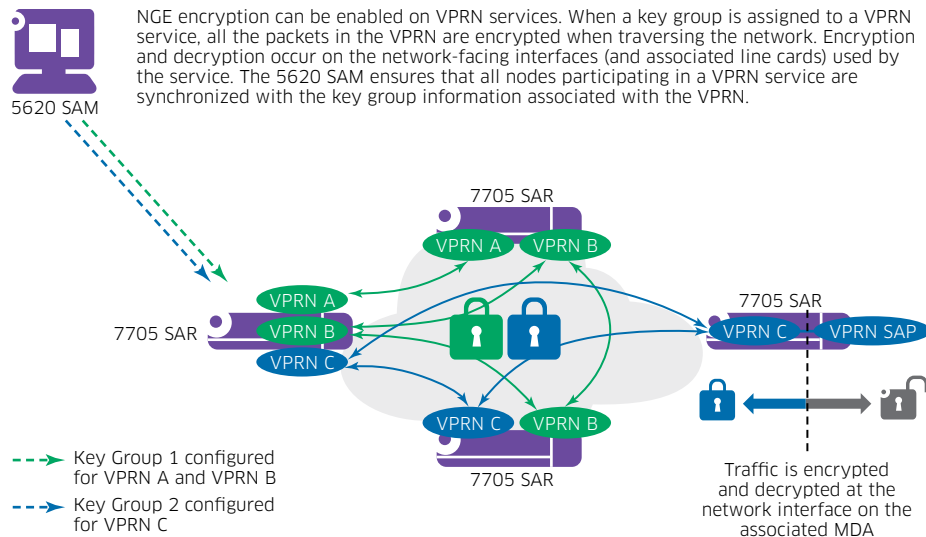 NGE encryption can be enabled on VPRN services. When a key group is assigned to a VPRN
service, all the packets in the VPRN are encrypted when traversing the network. Encryption
and decryption occur on the network-facing interfaces (and associated line cards) used by
the service. The 5620 SAM ensures that all nodes participating in a VPRN service are
synchronized with the key group information associated with the VPRN.
5620 SAM
7705 SAR
VPRN A
VPRN B
VPRN A
7705 SAR
VPRN B
VPRN C
7705 SAR
VPRN C
VPRN SAP
VPRN C
VPRN B
7705 SAR
Key Group 1 configured
for VPRN A and VPRN B
Key Group 2 configured
for VPRN C
Traffic is encrypted
and decrypted at the
network interface on the
associated MDA